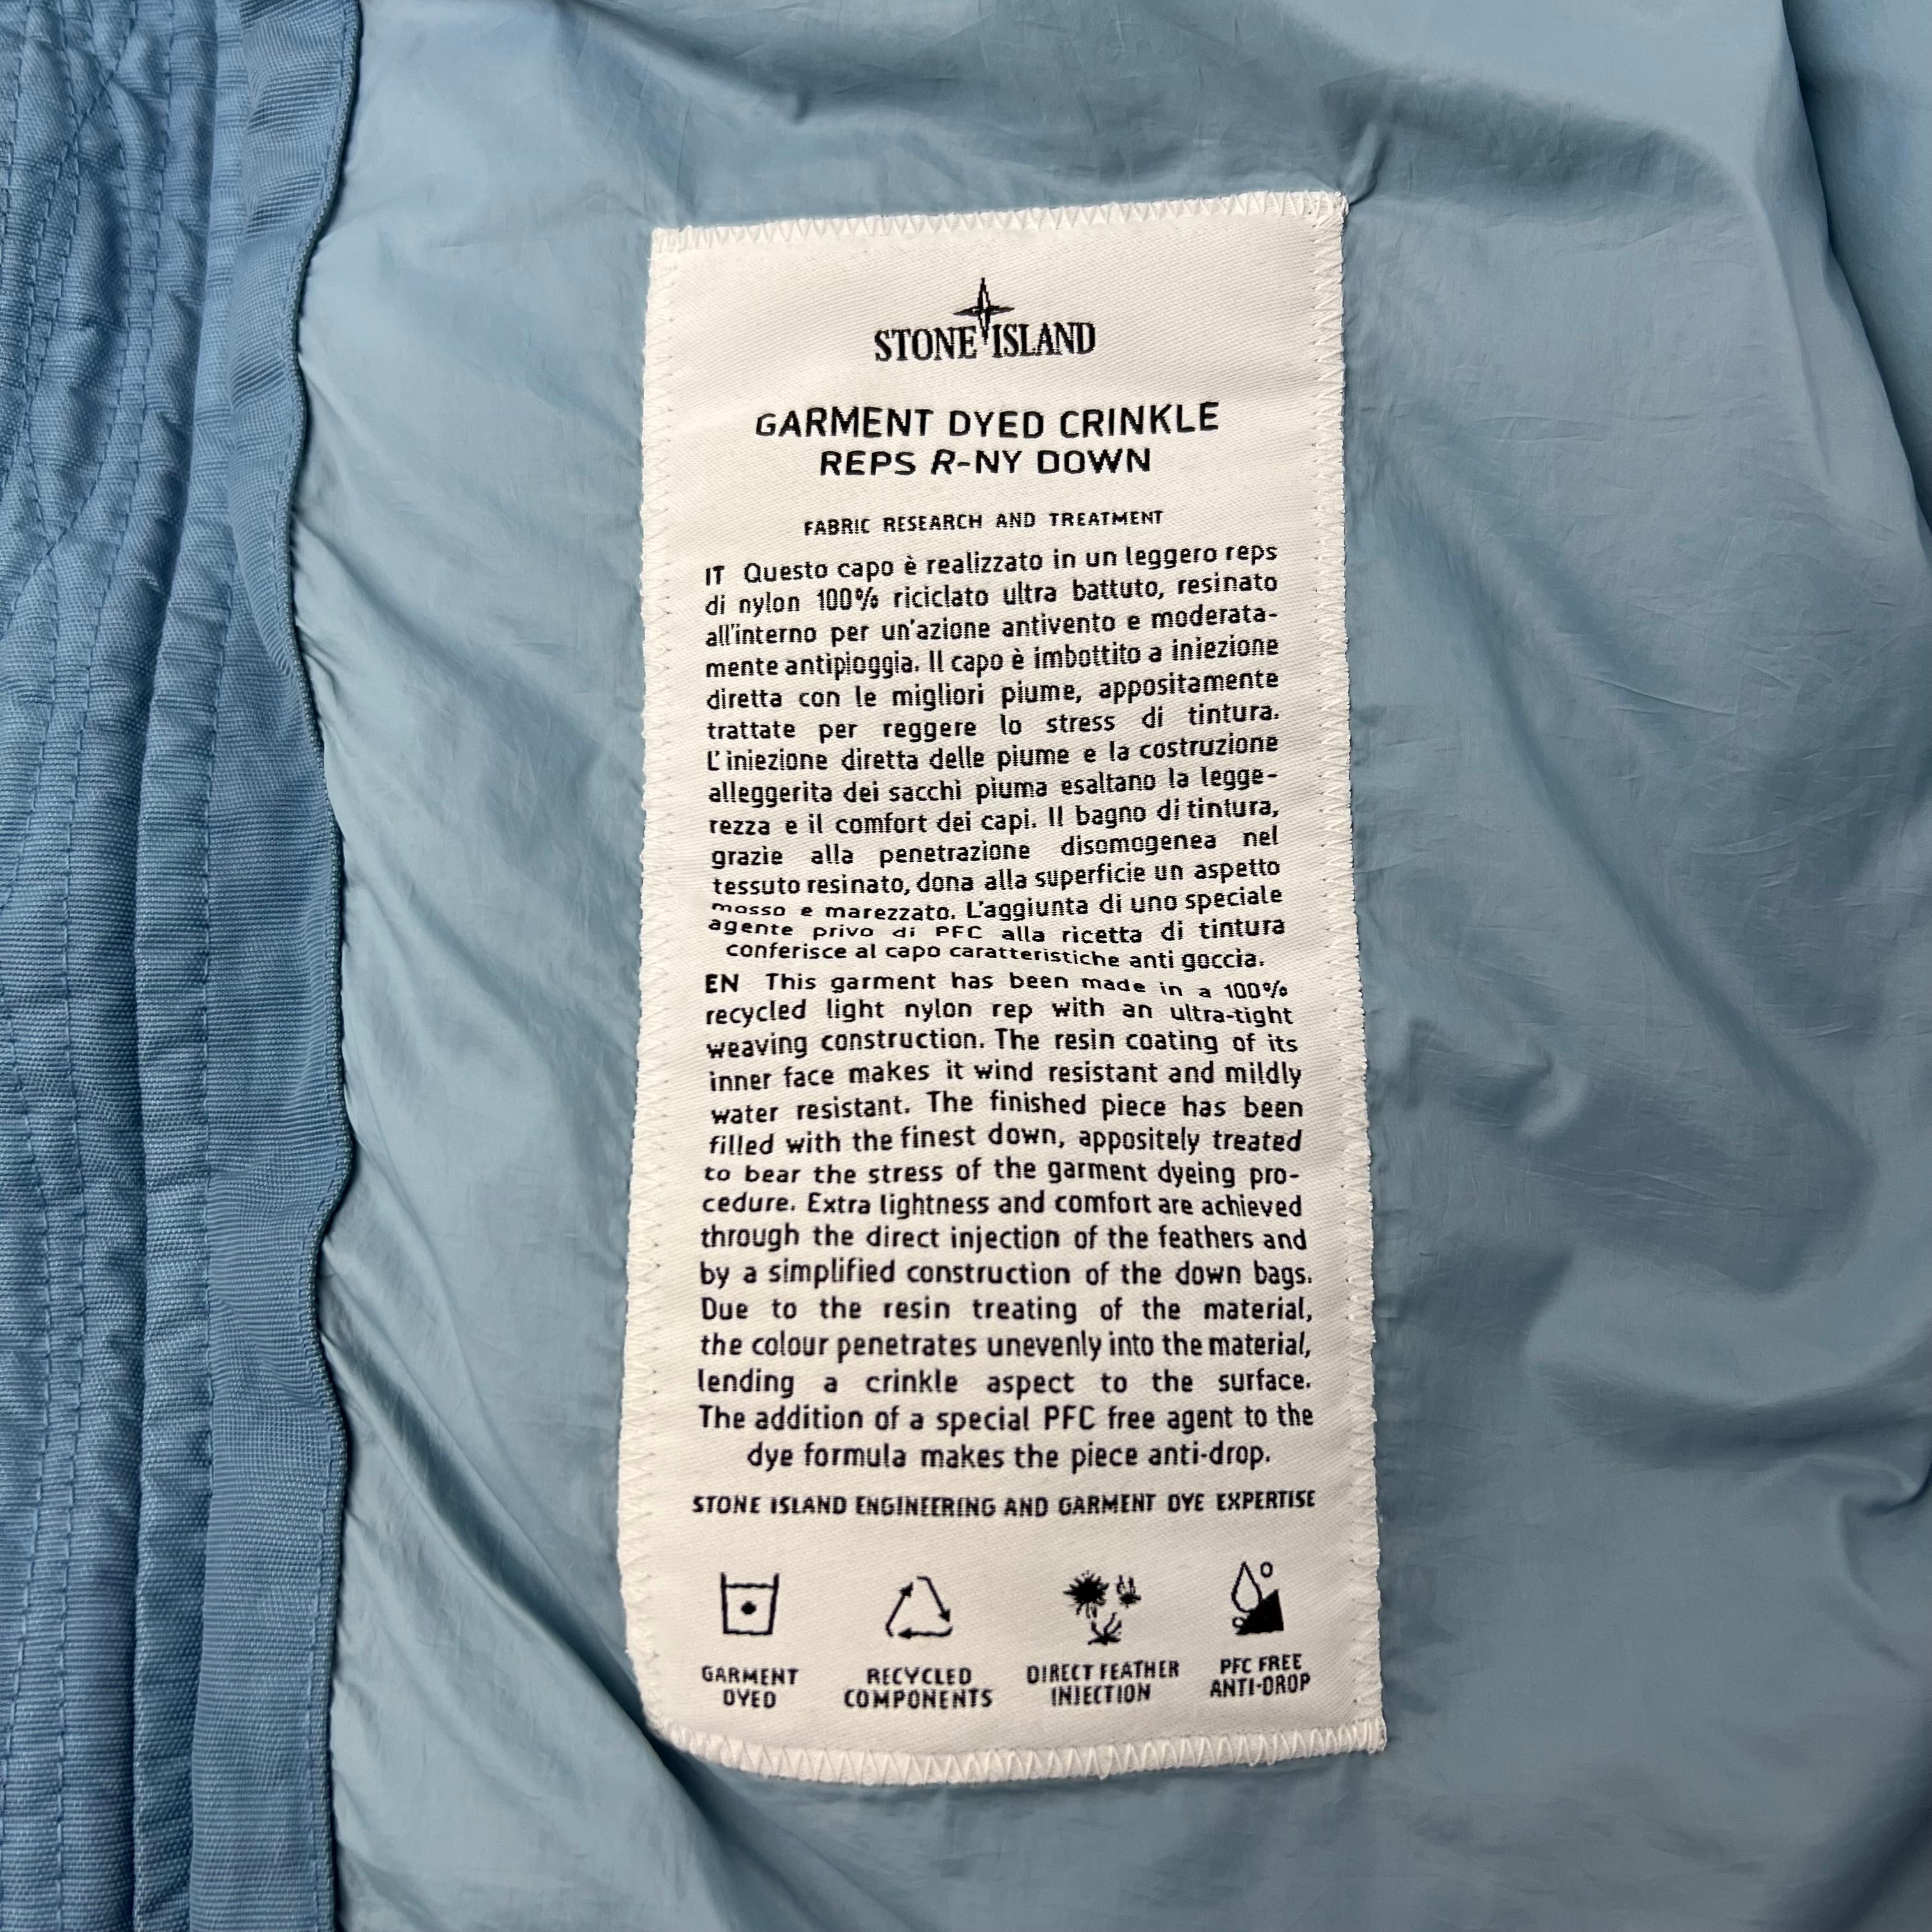 STONE ISLAND
GARMENT DYED CRINKLE
REPS R-NY DOWN
FABRIC RESEARCH AND TREATMENT
IT Questo capo è realizzato in un leggero reps
di nylon 100% riciclato ultra battuto, resinato
all'interno per un'azione antivento e moderata-
mente antipioggia. Il capo è imbottito a iniezione
diretta con le migliori piume, appositamente
trattate per reggere lo stress di tintura.
L'iniezione diretta delle piume e la costruzione
alleggerita dei sacchi piuma esaltano la legge-
rezza e il comfort dei capi. Il bagno di tintura,
grazie alla penetrazione disomogenea nel
tessuto resinato, dona alla superficie un aspetto
mosso e marezzato. L'aggiunta di uno speciale
agente privo di PFC alla ricetta di tintura
conferisce al capo caratteristiche anti goccia.
EN This garment has been made in a 100%
recycled light nylon rep with an ultra-tight
weaving construction. The resin coating of its
inner face makes it wind resistant and mildly
water resistant. The finished piece has been
filled with the finest down, appositely treated
to bear the stress of the garment dyeing pro-
cedure. Extra lightness and comfort are achieved
through the direct injection of the feathers and
by a simplified construction of the down bags.
Due to the resin treating of the material,
the colour penetrates unevenly into the material,
lending a crinkle aspect to the surface.
The addition of a special PFC free agent to the
dye formula makes the piece anti-drop.
STONE ISLAND ENGINEERING AND GARMENT DYE EXPERTISE
GARMENT
DYED
RECYCLED
COMPONENTS
DIRECT FEATHER
INJECTION
PFC FREE
ANTI-DROP